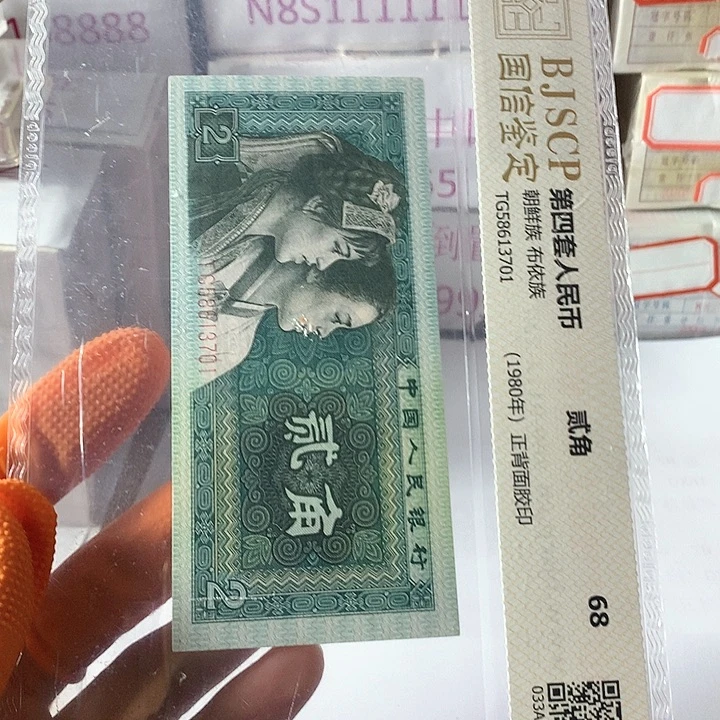 8888
N8S111111
BJSCP
国信鉴定
第四套人民币
贰角
68
朝鲜族 布依族
(1980年) 正背面胶印
TG58613701
033A
中国人民银行
贰角
2
2